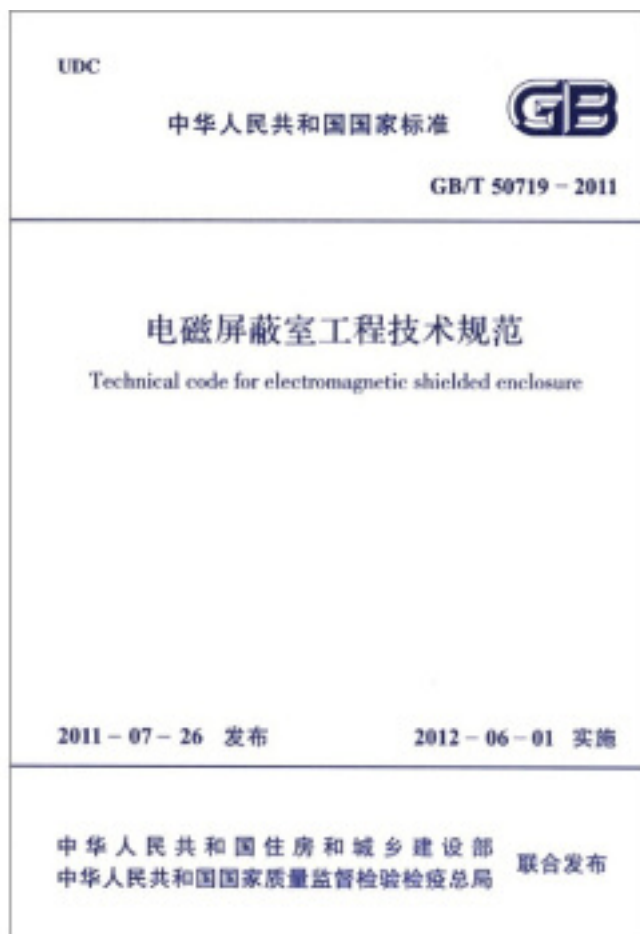 UDC
中华人民共和国国家标准
GB
GB/T 50719－2011
电磁屏蔽室工程技术规范
Technical code for electromagnetic shielded enclosure
2011－07－26 发布
2012－06－01 实施
中华人民共和国住房和城乡建设部
中华人民共和国国家质量监督检验检疫总局
联合发布